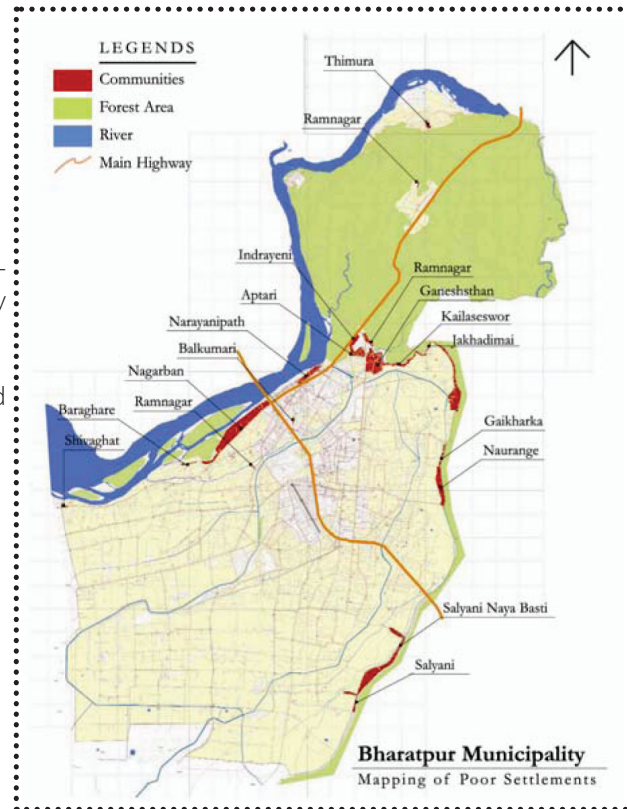 LEGENDS
Communities
Forest Area
River
Main Highway
Thimura
Ramnagar
Indrayeni
Ramnagar
Aptari
Ganeshsthan
Narayanipath
Kailaseswor
Balkumari
Jakhadimai
Nagarban
Ramnagar
Baraghare
Gaikharka
Shivaghat
Naurange
Salyani Naya Basti
Salyani
Bharatpur Municipality
Mapping of Poor Settlements